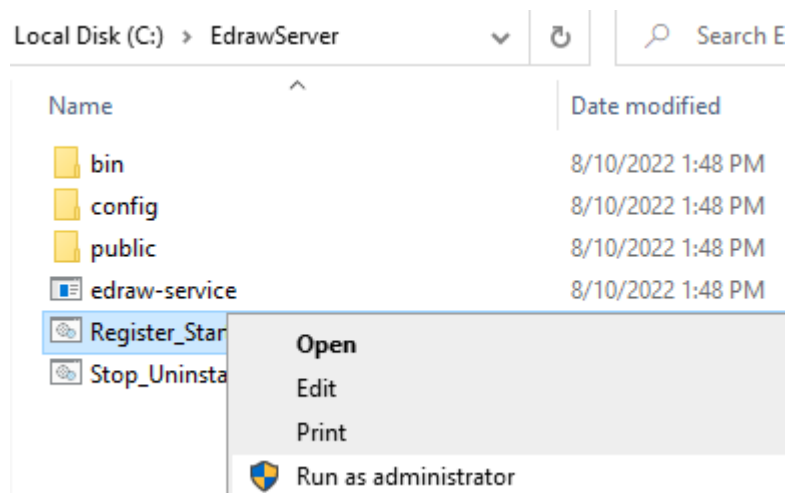 Local Disk (C:) > EdrawServer Search E
Name Date modified
bin 8/10/2022 1:48 PM
config 8/10/2022 1:48 PM
public 8/10/2022 1:48 PM
edraw-service 8/10/2022 1:48 PM
Register_Star
Open
Stop_Uninsta
Edit
Print
Run as administrator